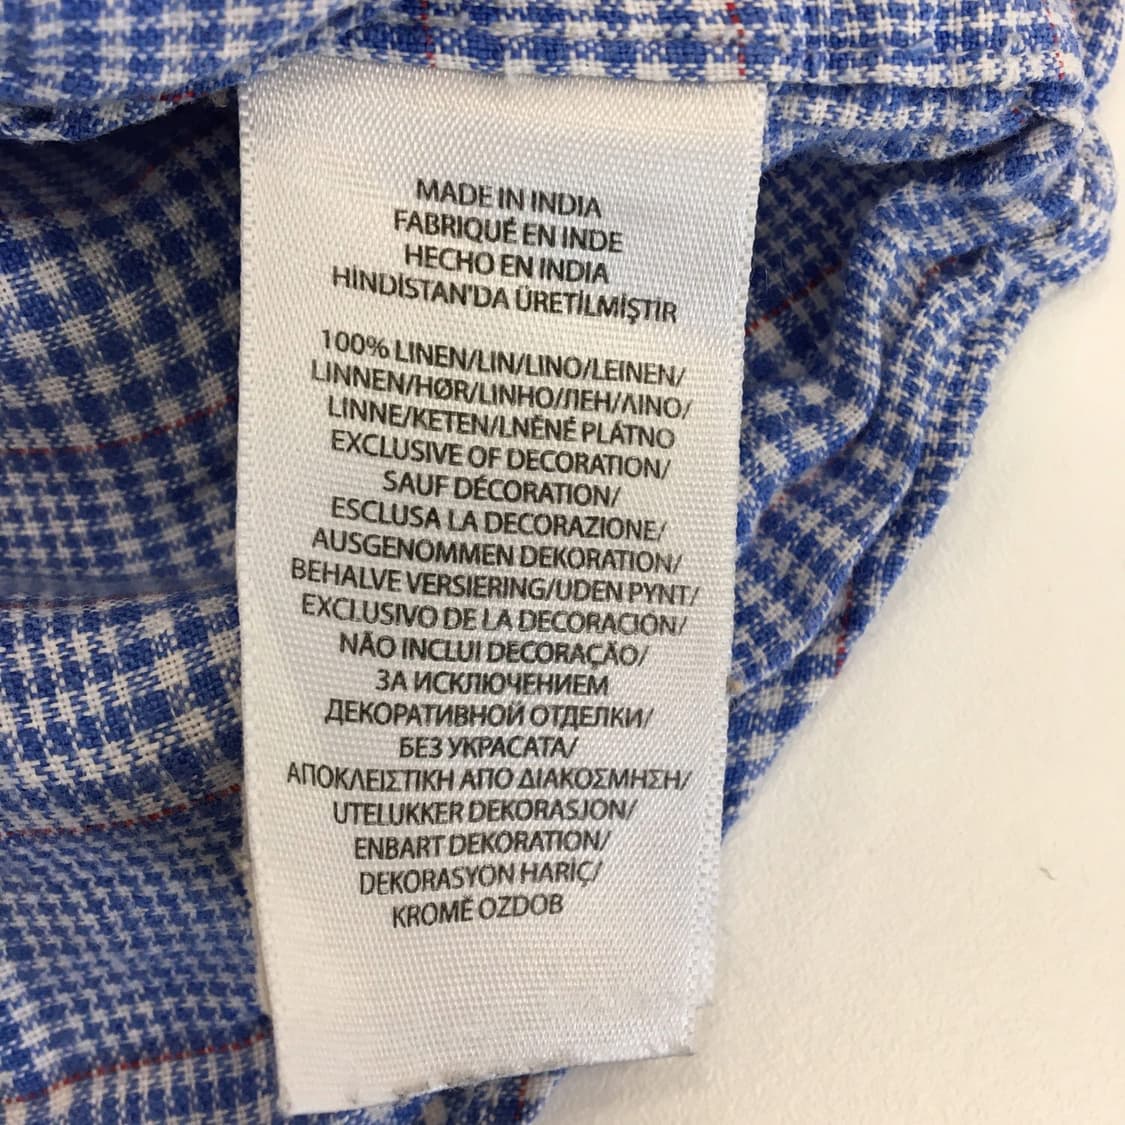 MADE IN INDIA
FABRIQUÉ EN INDE
HECHO EN INDIA
HİNDİSTAN'DA ÜRETİLMİŞTIR
100% LINEN/LIN/LINO/LEINEN/
LINNEN/HØR/LINHO/ЛЕН/ΛΙΝΟ/
LINNE/KETEN/LNĚNÉ PLÁTNO
EXCLUSIVE OF DECORATION/
SAUF DÉCORATION/
ESCLUSA LA DECORAZIONE/
AUSGENOMMEN DEKORATION/
BEHALVE VERSIERING/UDEN PYNT/
EXCLUSIVO DE LA DECORACIÓN/
NÃO INCLUI DECORAÇÃO/
ЗА ИСКЛЮЧЕНИЕМ
ДЕКОРАТИВНОЙ ОТДЕЛКИ/
БЕЗ УКРАСАТА/
ΑΠΟΚΛΕΙΣΤΙΚΗ ΑΠΟ ΔΙΑΚΟΣΜΗΣΗ/
UTELUKKER DEKORASJON/
ENBART DEKORATION/
DEKORASYON HARIÇ/
KROMĚ OZDOB